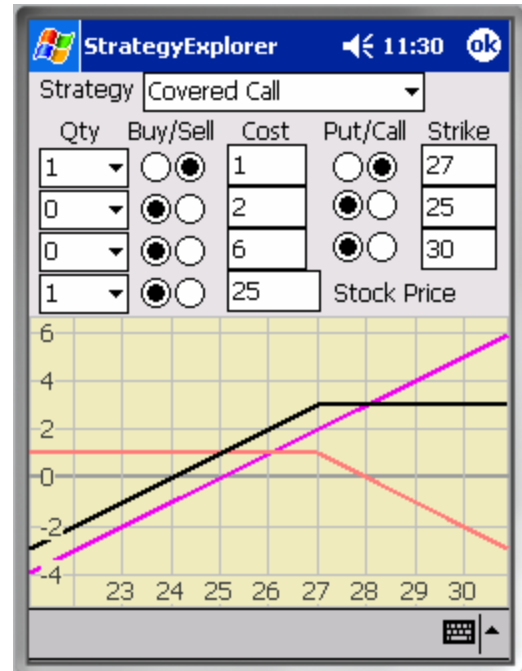 StrategyExplorer 11:30 ok
Strategy Covered Call
Qty Buy/Sell Cost Put/Call Strike
1 1 27
0 2 25
0 6 30
1 25 Stock Price
6
4
2
0
-2
-4
23 24 25 26 27 28 29 30